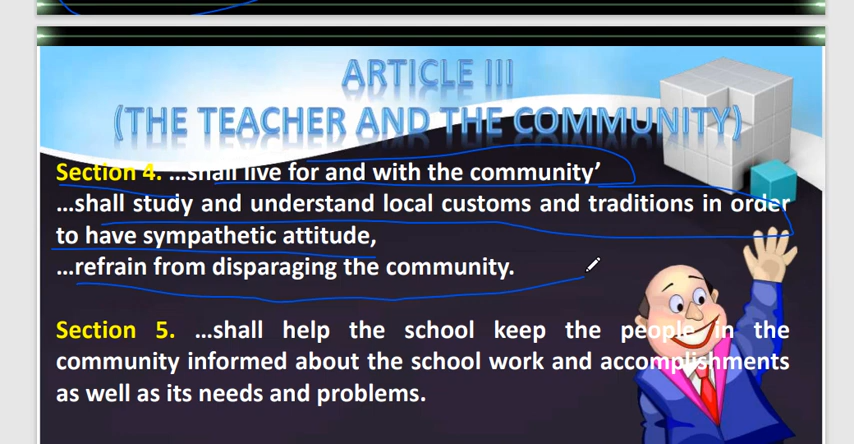 ARTICLE III
(THE TEACHER AND THE COMMUNITY)
Section 4. ...shall live for and with the community’
...shall study and understand local customs and traditions in order
to have sympathetic attitude,
...refrain from disparaging the community.
Section 5. ...shall help the school keep the people in the
community informed about the school work and accomplishments
as well as its needs and problems.